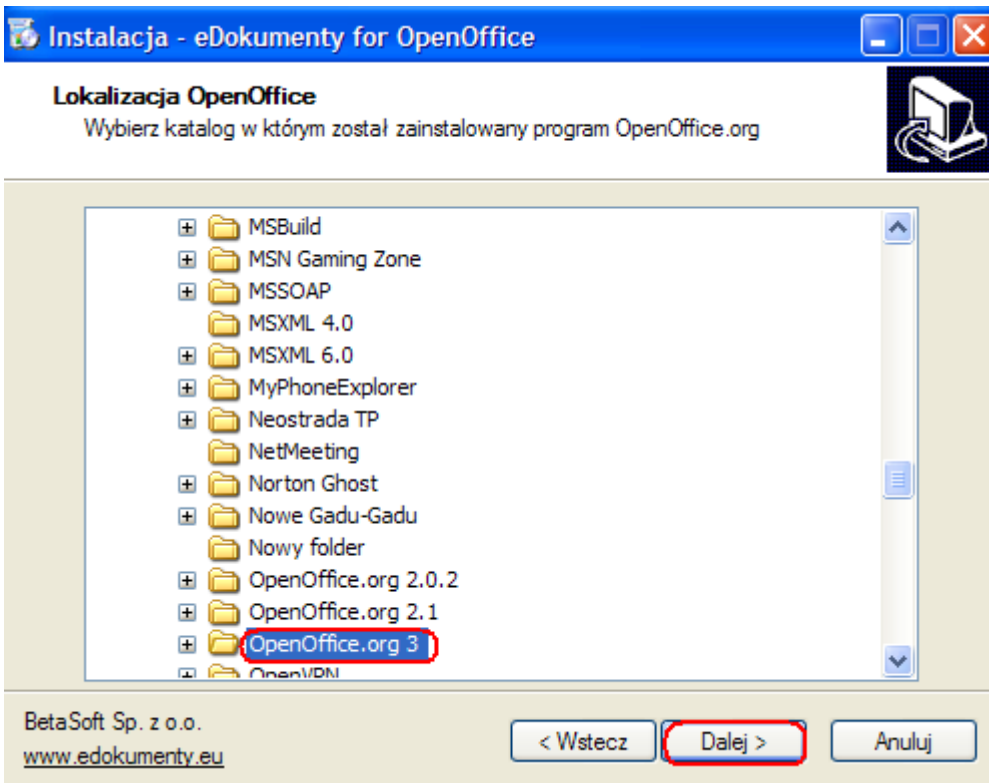 Instalacja - eDokumenty for OpenOffice
Lokalizacja OpenOffice
Wybierz katalog w którym został zainstalowany program OpenOffice.org
MSBuild
MSN Gaming Zone
MSSOAP
MSXML 4.0
MSXML 6.0
MyPhoneExplorer
Neostrada TP
NetMeeting
Norton Ghost
Nowe Gadu-Gadu
Nowy folder
OpenOffice.org 2.0.2
OpenOffice.org 2.1
OpenOffice.org 3
OpenVPN
BetaSoft Sp. z o.o.
www.edokumenty.eu
< Wstecz Dalej > Anuluj